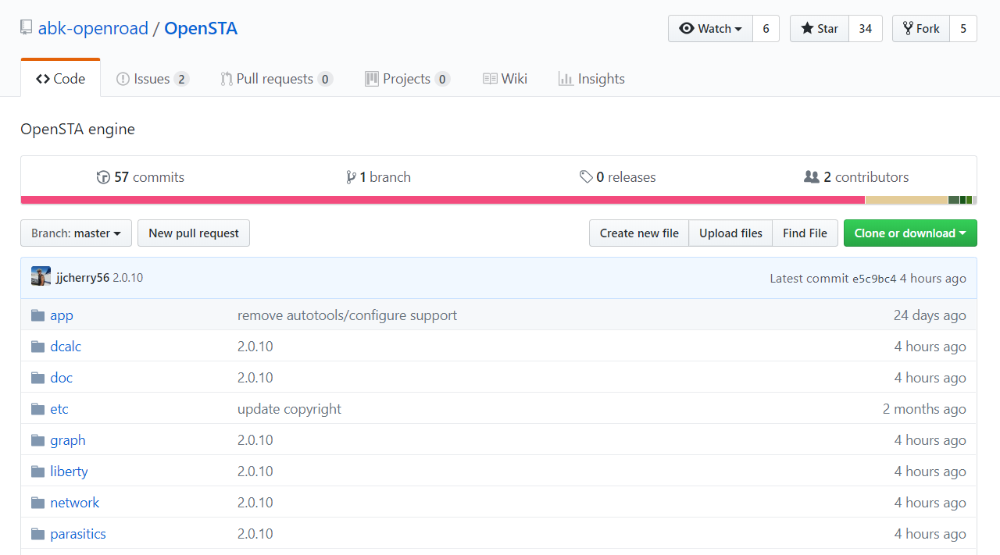 abk-openroad / OpenSTA Watch 6 Star 34 Fork 5
Code Issues 2 Pull requests 0 Projects 0 Wiki Insights
OpenSTA engine
57 commits 1 branch 0 releases 2 contributors
Branch: master New pull request Create new file Upload files Find File Clone or download
jjcherry56 2.0.10 Latest commit e5c9bc4 4 hours ago
app remove autotools/configure support 24 days ago
dcalc 2.0.10 4 hours ago
doc 2.0.10 4 hours ago
etc update copyright 2 months ago
graph 2.0.10 4 hours ago
liberty 2.0.10 4 hours ago
network 2.0.10 4 hours ago
parasitics 2.0.10 4 hours ago